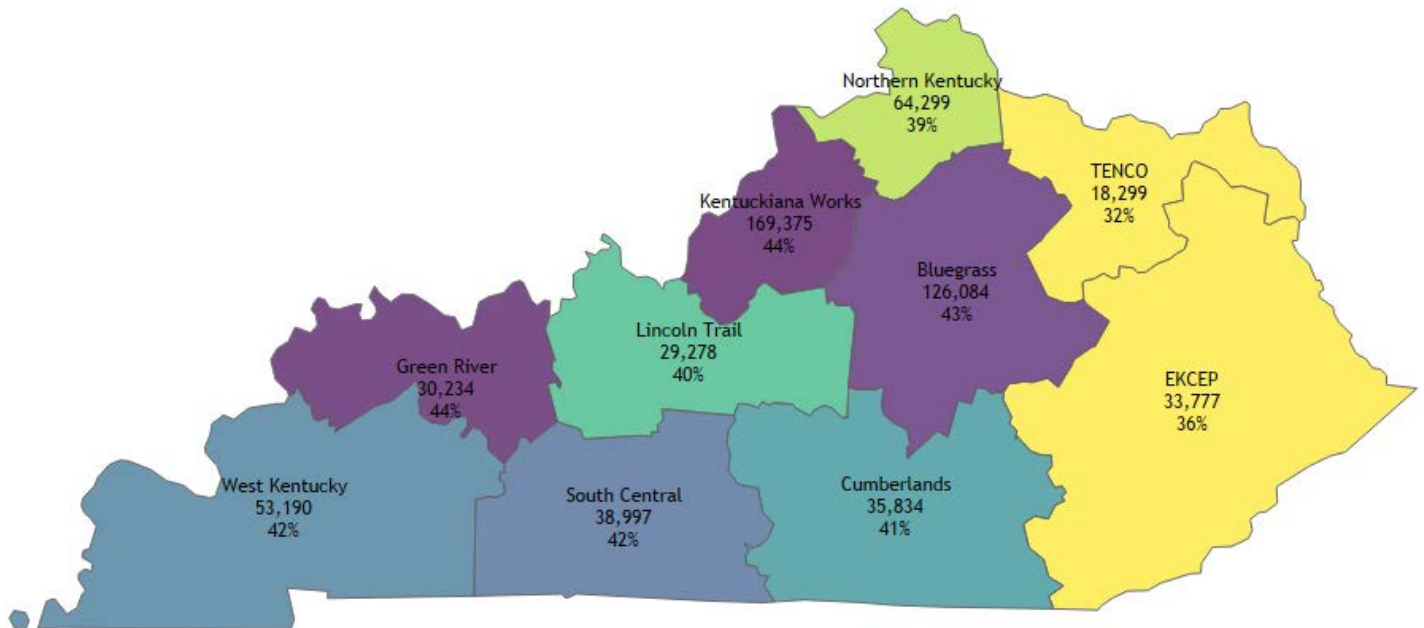 Northern Kentucky
64,299
39%
TENCO
18,299
32%
Kentuckiana Works
169,375
44%
Bluegrass
126,084
43%
Lincoln Trail
29,278
40%
Green River
30,234
44%
EKCEP
33,777
36%
West Kentucky
53,190
42%
South Central
38,997
42%
Cumberlands
35,834
41%